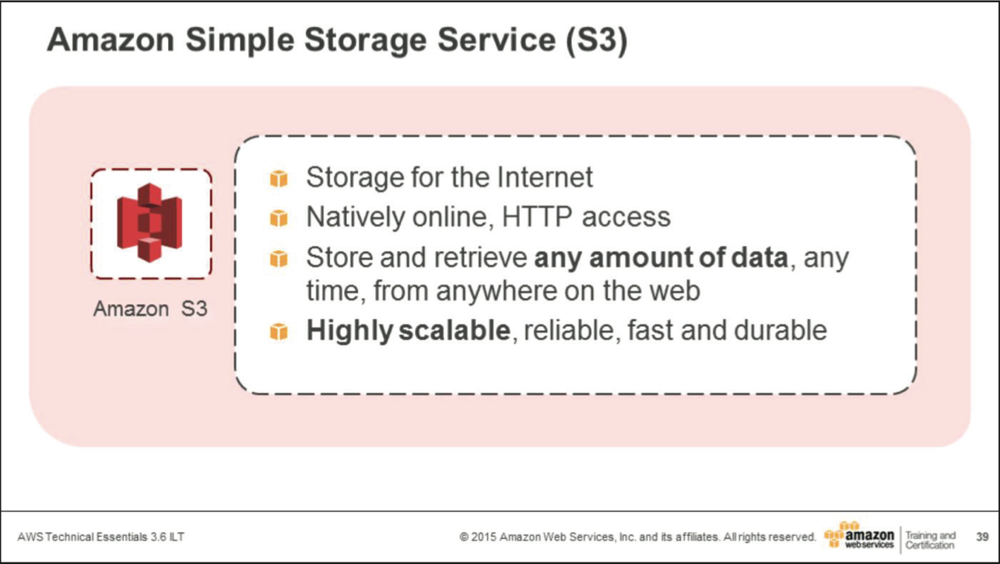 Amazon Simple Storage Service (S3)
Storage for the Internet
Natively online, HTTP access
Store and retrieve any amount of data, any
time, from anywhere on the web
Highly scalable, reliable, fast and durable
Amazon S3
AWS Technical Essentials 3.6 ILT
© 2015 Amazon Web Services, Inc. and its affiliates. All rights reserved.
amazon
webservices
Training and
Certification
39